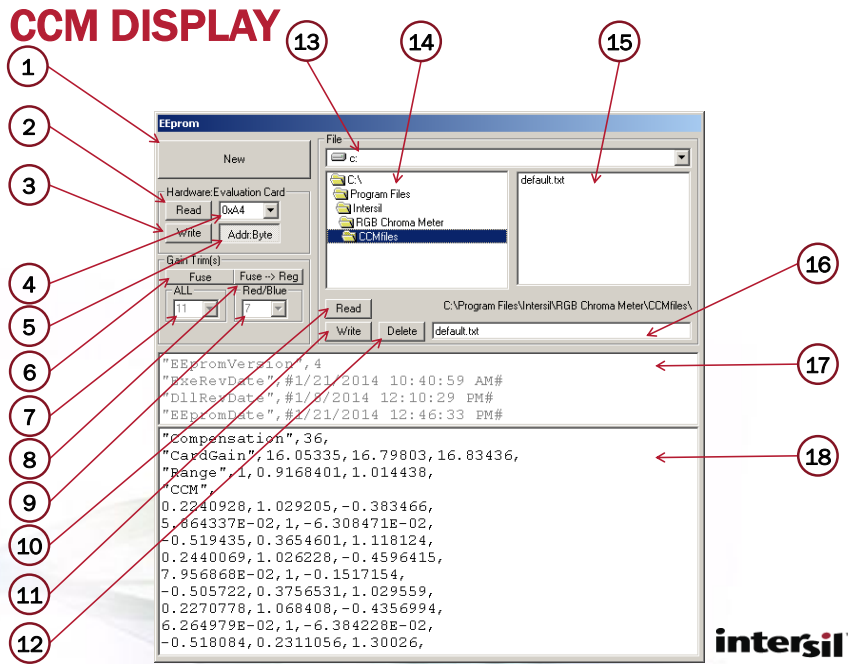 CCM DISPLAY
1
2
3
4
5
6
7
8
9
10
11
12
13
14
15
16
17
18
EEprom
New
Hardware:Evaluation Card
Read
0xA4
Write
Addr:Byte
Gain Trim(s)
Fuse
Fuse --> Reg
ALL
Red/Blue
11
7
File
c:
C:\
Program Files
Intersil
RGB Chroma Meter
CCMfiles
default.txt
Read
C:\Program Files\Intersil\RGB Chroma Meter\CCMfiles\
Write
Delete
default.txt
"EEpromVersion",4
"ExeRevDate",#1/21/2014 10:40:59 AM#
"DllRevDate",#1/8/2014 12:10:29 PM#
"EEpromDate",#1/21/2014 12:46:33 PM#
"Compensation",36,
"CardGain",16.05335,16.79803,16.83436,
"Range",1,0.9168401,1.014438,
"CCM",
0.2240928,1.029205,-0.383466,
5.864337E-02,1,-6.308471E-02,
-0.519435,0.3654601,1.118124,
0.2440069,1.026228,-0.4596415,
7.956868E-02,1,-0.1517154,
-0.505722,0.3756531,1.029559,
0.2270778,1.068408,-0.4356994,
6.264979E-02,1,-6.384228E-02,
-0.518084,0.2311056,1.30026,
intersil